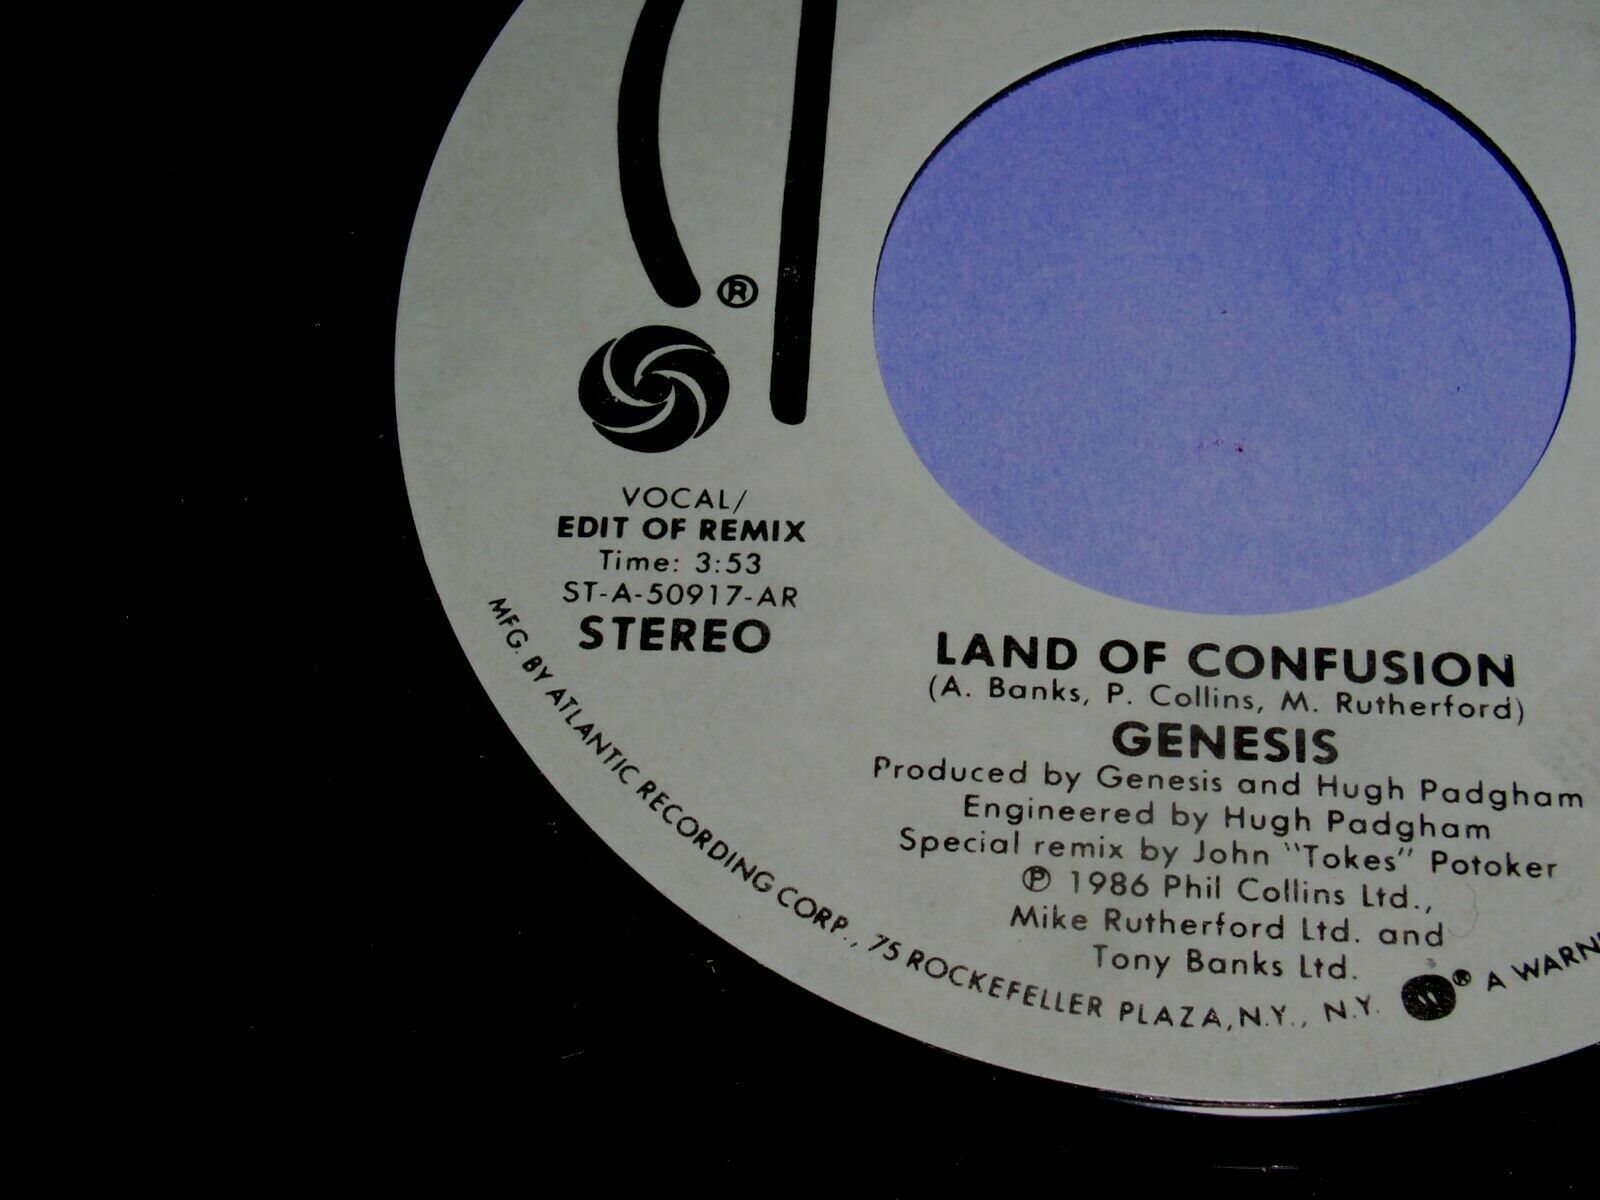 ®
VOCAL/
EDIT OF REMIX
Time: 3:53
ST-A-50917-AR
STEREO
LAND OF CONFUSION
(A. Banks, P. Collins, M. Rutherford)
GENESIS
Produced by Genesis and Hugh Padgham
Engineered by Hugh Padgham
Special remix by John "Tokes" Potoker
℗ 1986 Phil Collins Ltd.,
Mike Rutherford Ltd. and
Tony Banks Ltd.
MFG. BY ATLANTIC RECORDING CORP., 75 ROCKEFELLER PLAZA, N.Y., N.Y. ® A